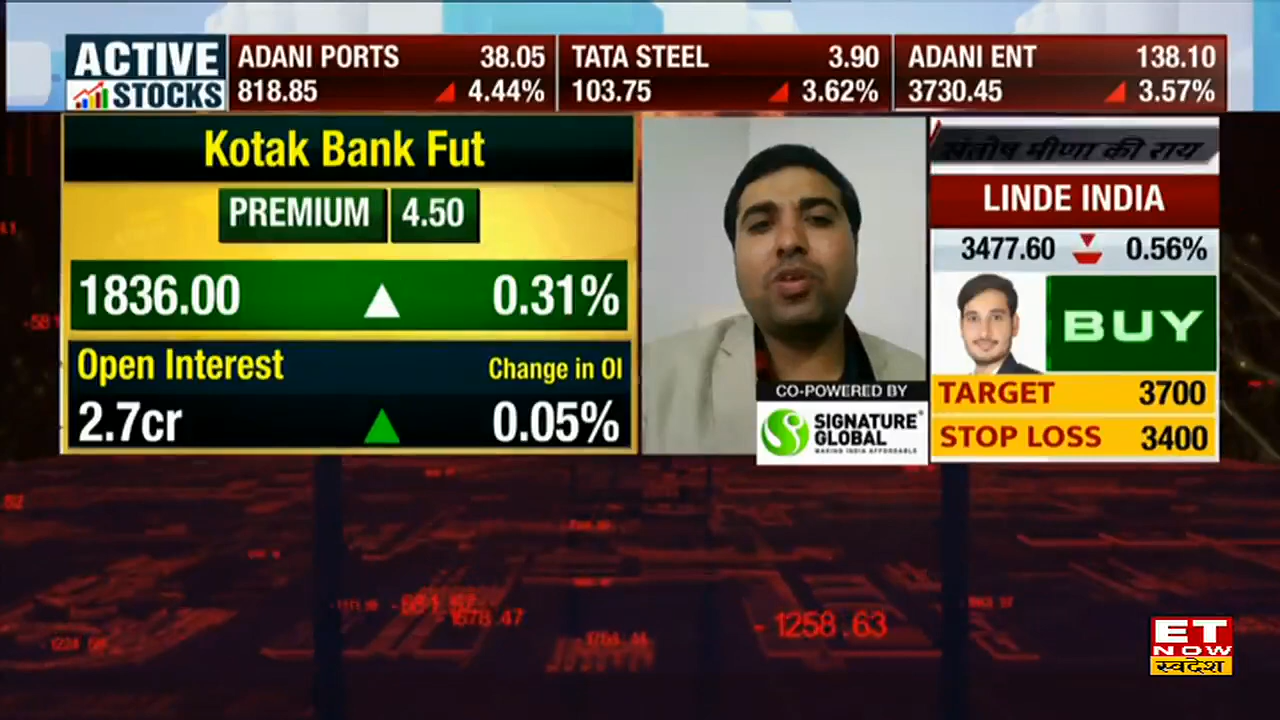 ACTIVE
STOCKS
ADANI PORTS 38.05
818.85 4.44%
TATA STEEL 3.90
103.75 3.62%
ADANI ENT 138.10
3730.45 3.57%
Kotak Bank Fut
PREMIUM 4.50
1836.00 0.31%
Open Interest Change in OI
2.7cr 0.05%
CO-POWERED BY
SIGNATURE
GLOBAL
MAKING INDIA AFFORDABLE
संतोष मीणा की राय
LINDE INDIA
3477.60 0.56%
BUY
TARGET 3700
STOP LOSS 3400
- 1258.63
ET
NOW
स्वदेश